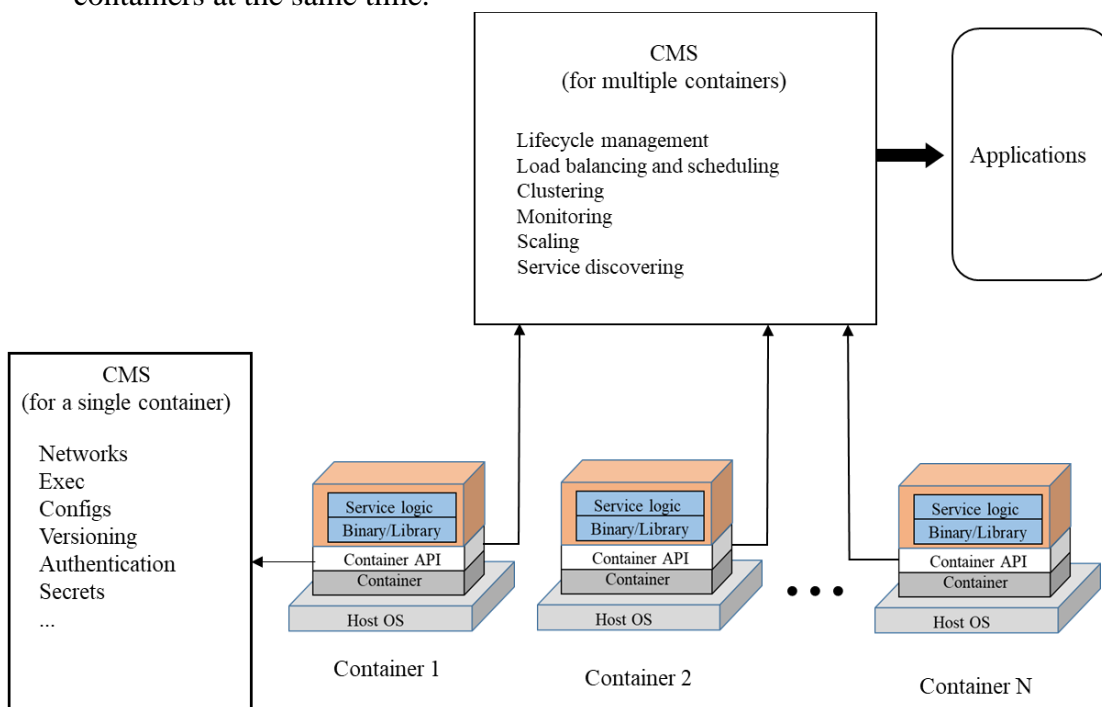 containers at the same time.
CMS
(for multiple containers)
Lifecycle management
Load balancing and scheduling
Clustering
Monitoring
Scaling
Service discovering
Applications
CMS
(for a single container)
Networks
Exec
Configs
Versioning
Authentication
Secrets
...
Service logic
Binary/Library
Container API
Container
Host OS
Container 1
Service logic
Binary/Library
Container API
Container
Host OS
Container 2
Service logic
Binary/Library
Container API
Container
Host OS
Container N